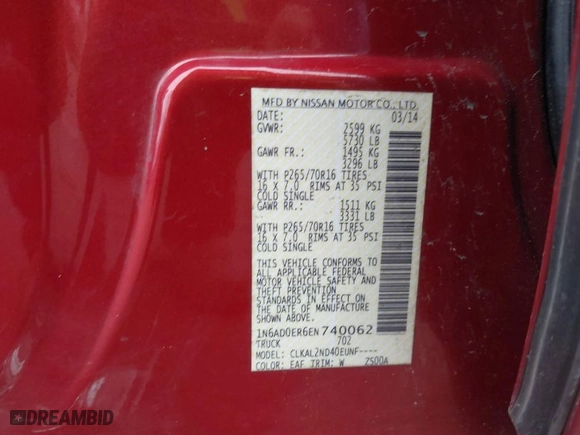 MFD BY NISSAN MOTOR CO., LTD.
DATE: 03/14
GVWR: 2599 KG
5730 LB
GAWR FR.: 1495 KG
3296 LB
WITH P265/70R16 TIRES
16 X 7.0 RIMS AT 35 PSI
COLD SINGLE
GAWR RR.: 1511 KG
3331 LB
WITH P265/70R16 TIRES
16 X 7.0 RIMS AT 35 PSI
COLD SINGLE
THIS VEHICLE CONFORMS TO
ALL APPLICABLE FEDERAL
MOTOR VEHICLE SAFETY
AND THEFT PREVENTION
STANDARDS IN EFFECT ON
THE DATE OF MANUFACTURE
SHOWN ABOVE.
1N6AD0ER6EN740062
TRUCK 702
MODEL: CLKAL2ND40EUNF----
COLOR: EAF TRIM: W ZS00A
DREAMBID